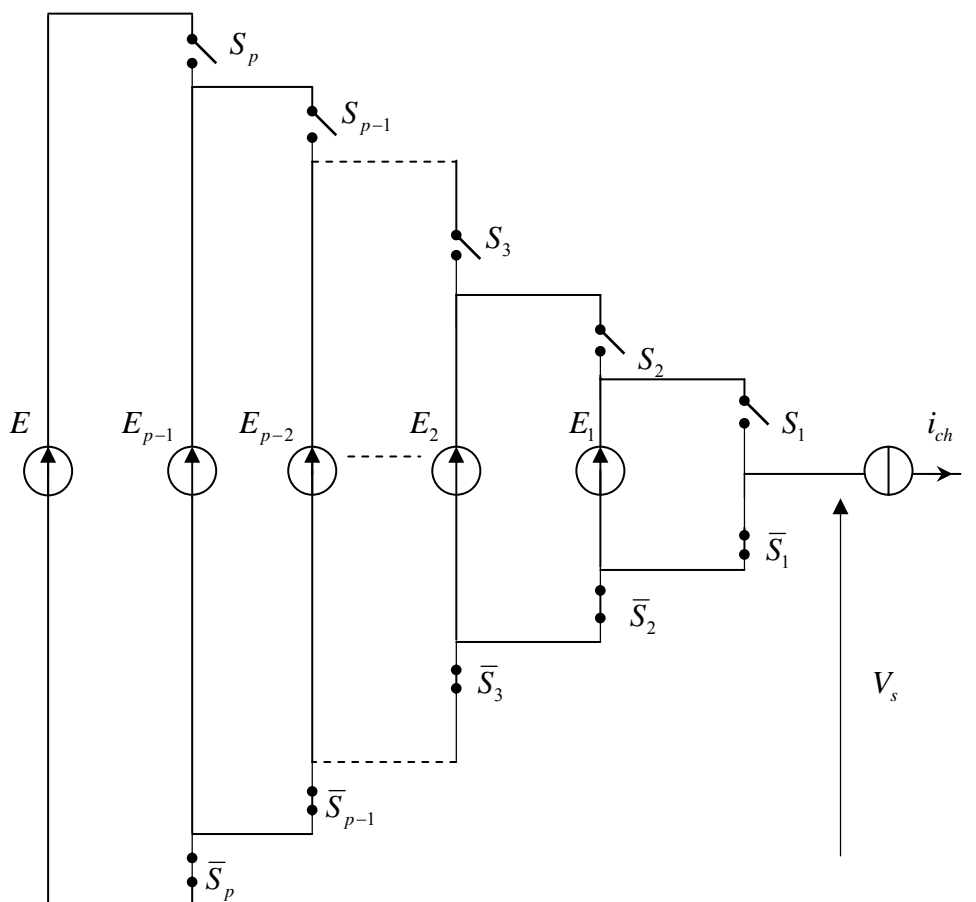 S_p
S_{p-1}
S_3
S_2
E E_{p-1} E_{p-2} E_2 E_1 S_1 i_{ch}
S̅_1
S̅_2
S̅_3 V_s
S̅_{p-1}
S̅_p